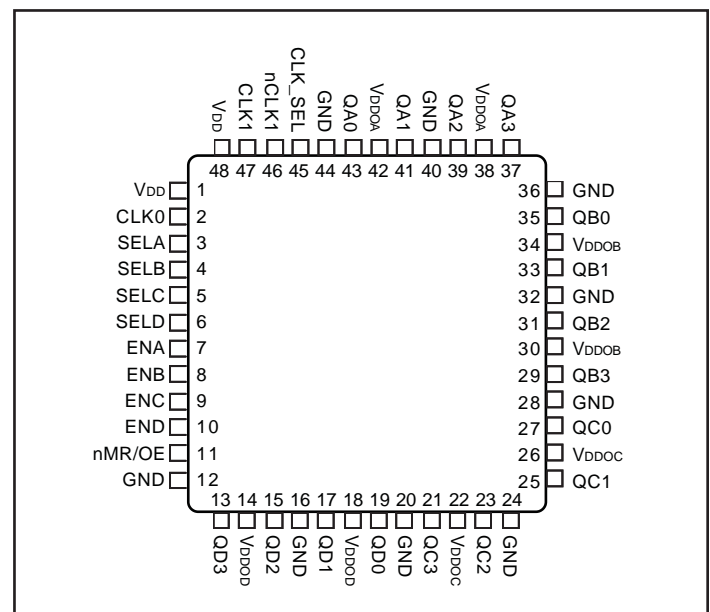 VDD CLK1 nCLK1 CLK_SEL GND QA0 VDDOA QA1 GND QA2 VDDOA QA3
48 47 46 45 44 43 42 41 40 39 38 37
VDD 1
CLK0 2
SELA 3
SELB 4
SELC 5
SELD 6
ENA 7
ENB 8
ENC 9
END 10
nMR/OE 11
GND 12
36 GND
35 QB0
34 VDDOB
33 QB1
32 GND
31 QB2
30 VDDOB
29 QB3
28 GND
27 QC0
26 VDDOC
25 QC1
13 14 15 16 17 18 19 20 21 22 23 24
QD3 VDDOD QD2 GND QD1 VDDOD QD0 GND QC3 VDDOC QC2 GND